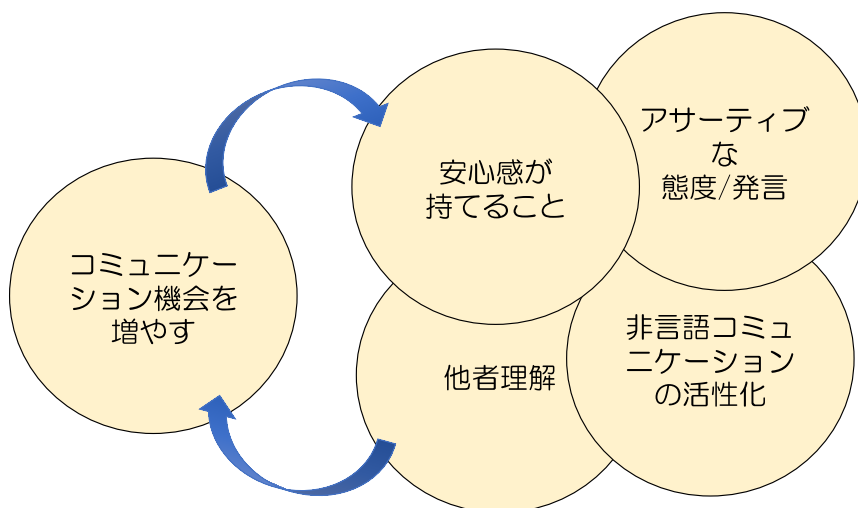 コミュニケー
ション機会を
増やす
安心感が
持てること
アサーティブ
な
態度/発言
他者理解
非言語コミュ
ニケーション
の活性化